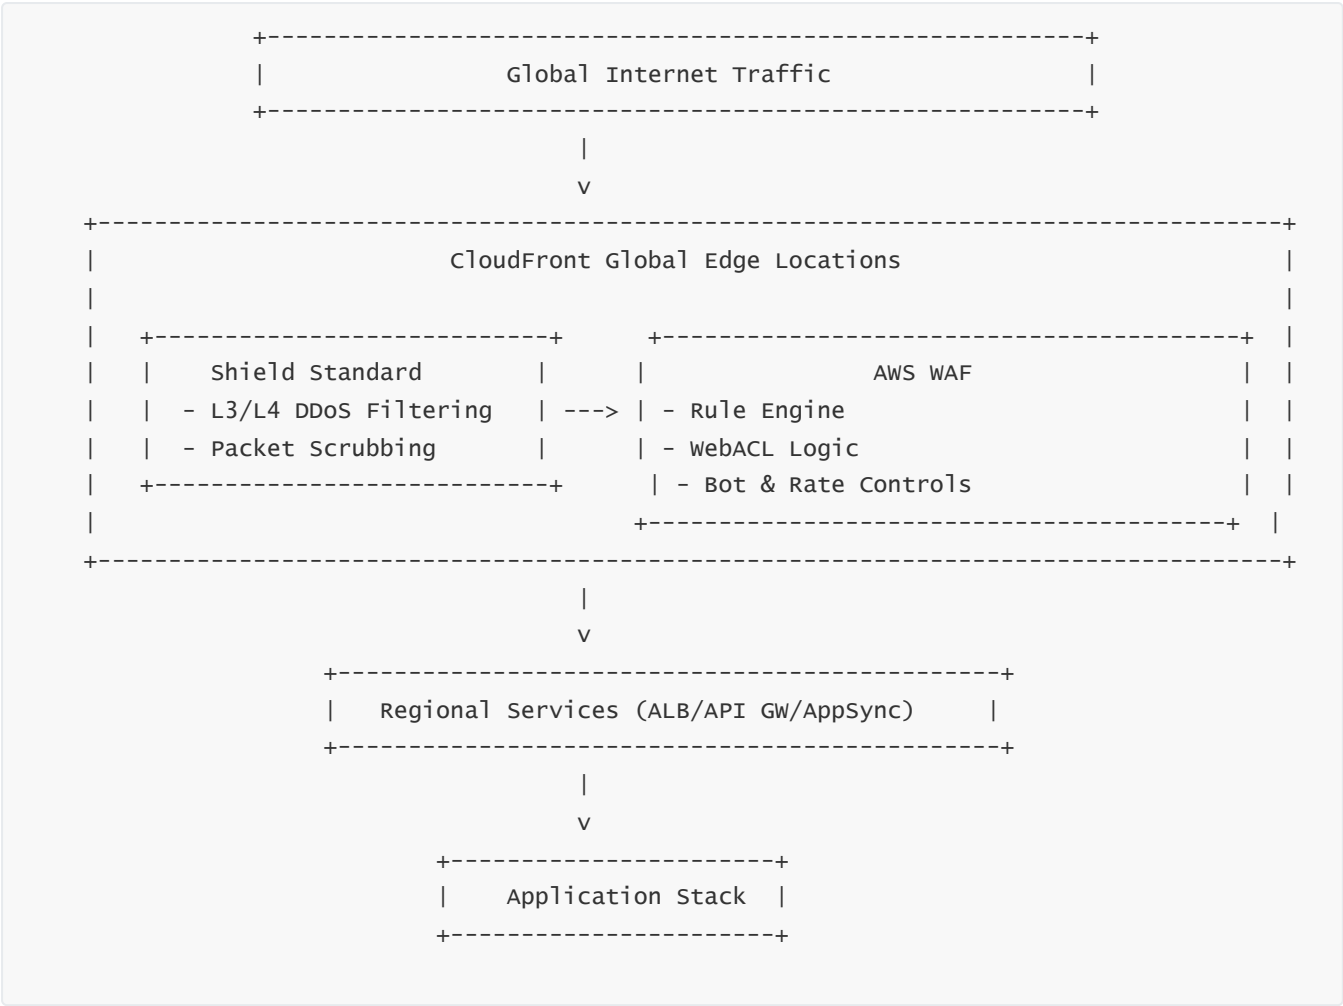 Global Internet Traffic
v
CloudFront Global Edge Locations
Shield Standard AWS WAF
- L3/L4 DDoS Filtering ---> - Rule Engine
- Packet Scrubbing - WebACL Logic
- Bot & Rate Controls
v
Regional Services (ALB/API GW/AppSync)
v
Application Stack